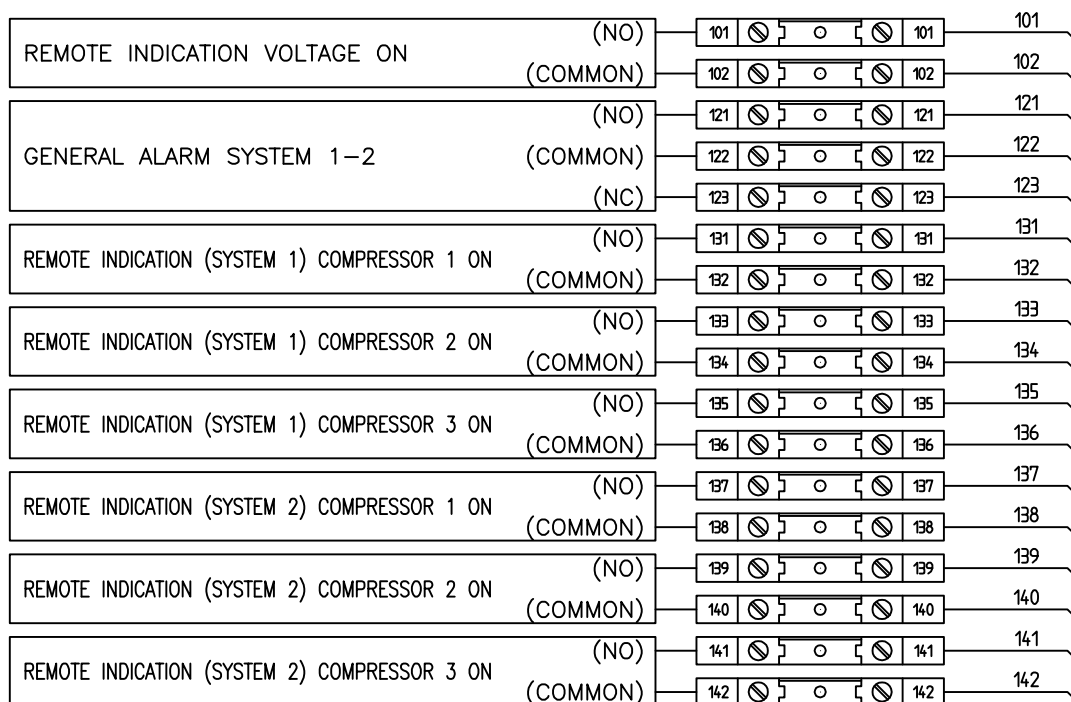 (NO) 101 101 101
REMOTE INDICATION VOLTAGE ON
(COMMON) 102 102 102
(NO) 121 121 121
GENERAL ALARM SYSTEM 1-2 (COMMON) 122 122 122
(NC) 123 123 123
(NO) 131 131 131
REMOTE INDICATION (SYSTEM 1) COMPRESSOR 1 ON
(COMMON) 132 132 132
(NO) 133 133 133
REMOTE INDICATION (SYSTEM 1) COMPRESSOR 2 ON
(COMMON) 134 134 134
(NO) 135 135 135
REMOTE INDICATION (SYSTEM 1) COMPRESSOR 3 ON
(COMMON) 136 136 136
(NO) 137 137 137
REMOTE INDICATION (SYSTEM 2) COMPRESSOR 1 ON
(COMMON) 138 138 138
(NO) 139 139 139
REMOTE INDICATION (SYSTEM 2) COMPRESSOR 2 ON
(COMMON) 140 140 140
(NO) 141 141 141
REMOTE INDICATION (SYSTEM 2) COMPRESSOR 3 ON
(COMMON) 142 142 142